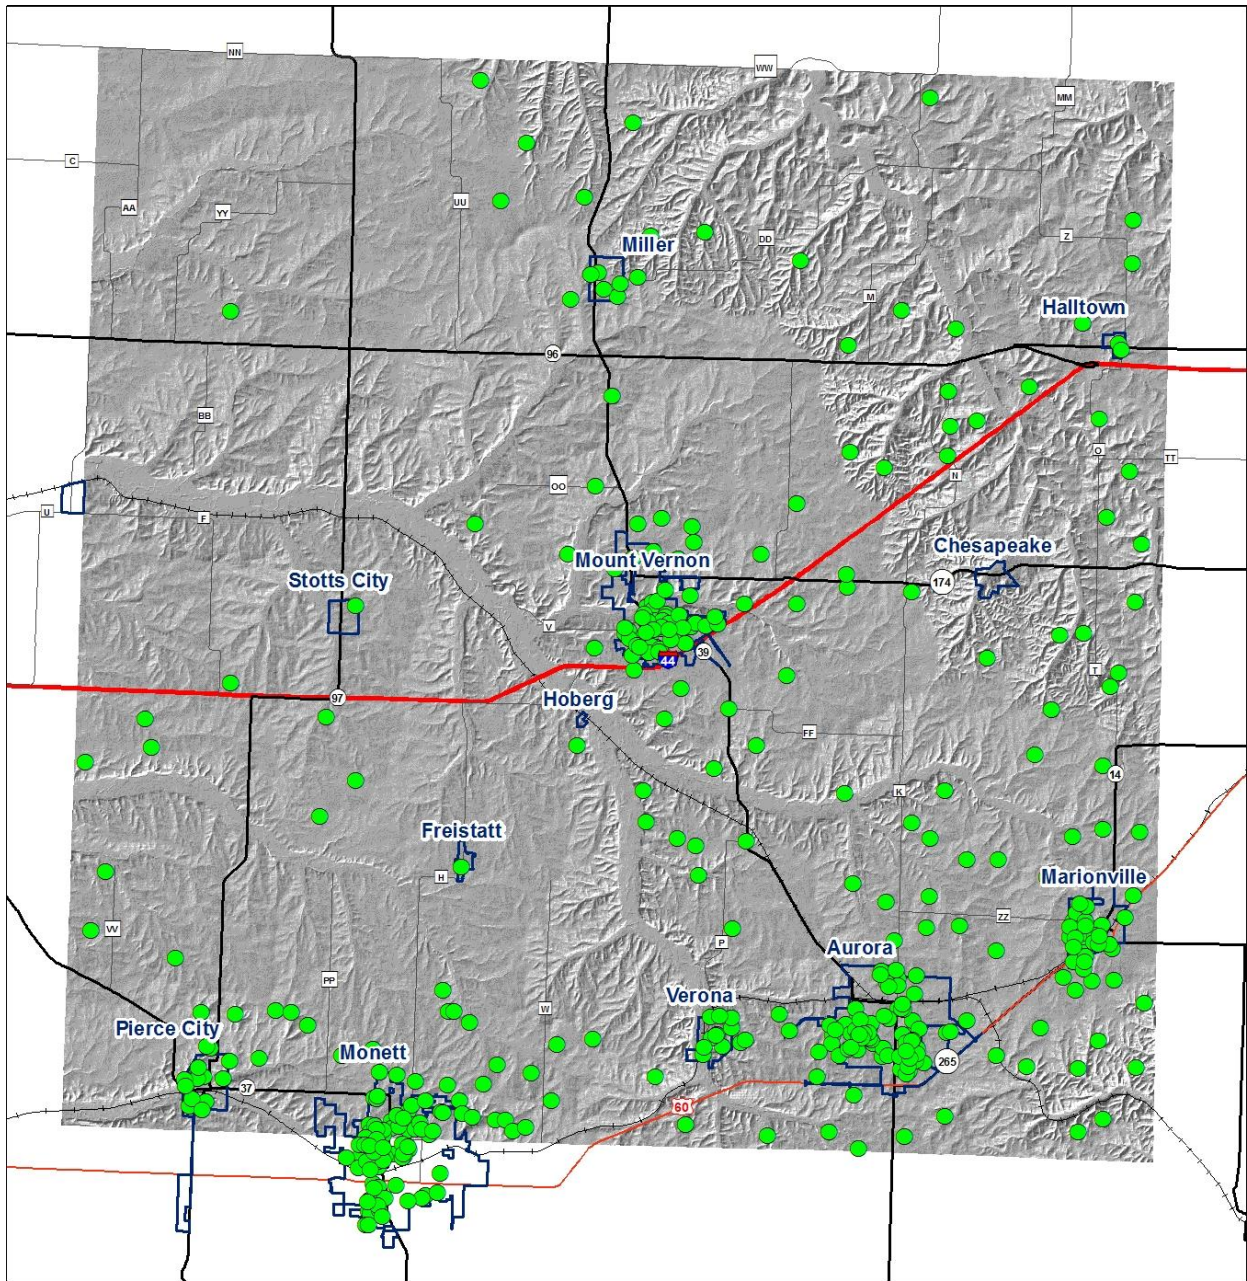 NN
WW
MM
C
AA
YY
UU
DD
Z
Miller
M
Halltown
96
BB
O
TT
OO
N
U
F
Mount Vernon
Chesapeake
174
Stotts City
V
39
44
T
97
Hoberg
FF
14
K
Freistatt
H
Marionville
ZZ
VV
P
Aurora
PP
Verona
W
Pierce City
Monett
265
37
60